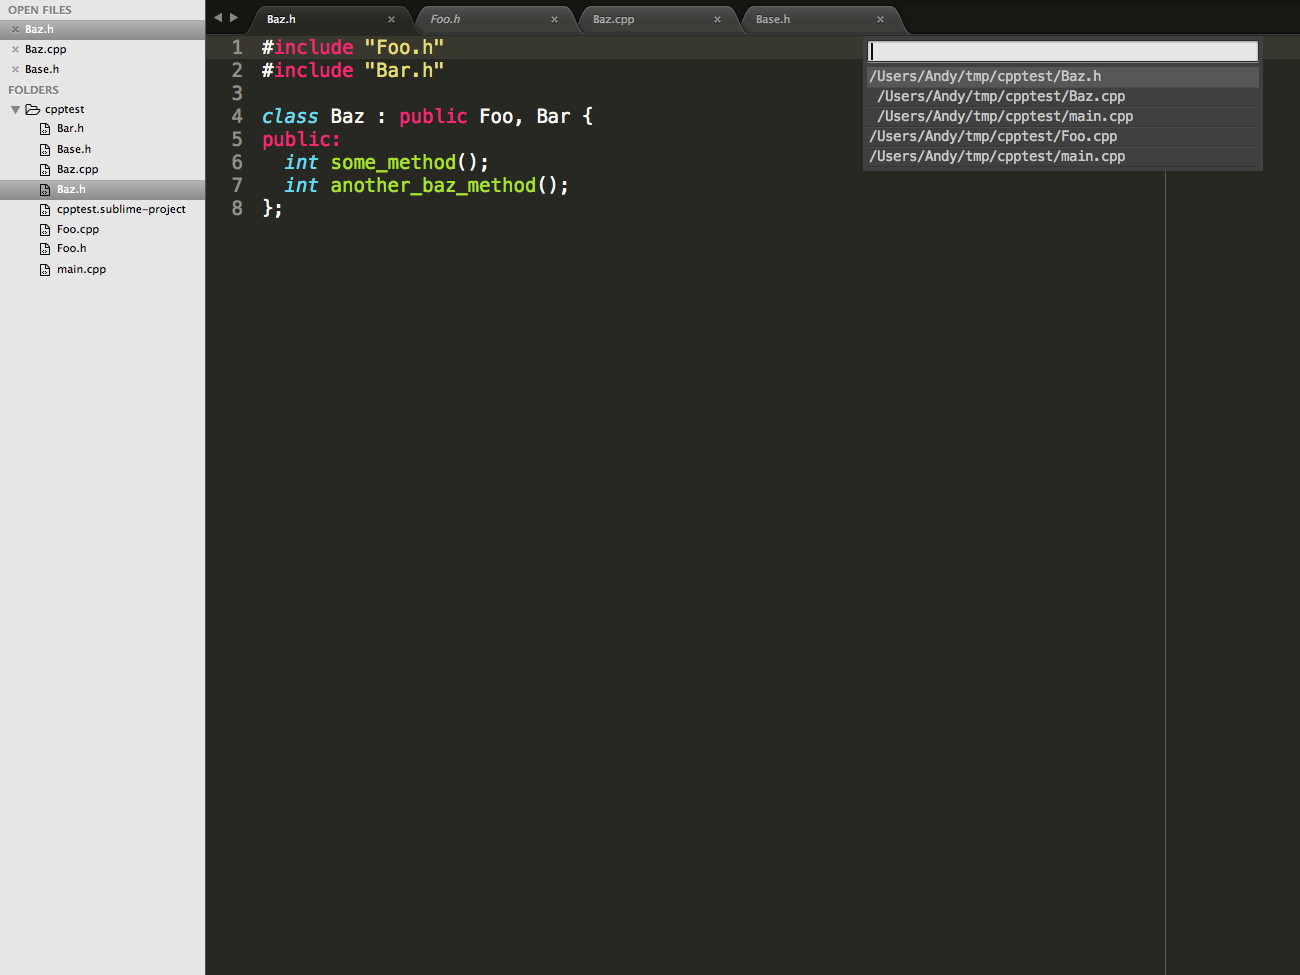 OPEN FILES
Baz.h
Baz.cpp
Base.h
FOLDERS
cpptest
Bar.h
Base.h
Baz.cpp
Baz.h
cpptest.sublime-project
Foo.cpp
Foo.h
main.cpp
Baz.h
Foo.h
Baz.cpp
Base.h
1 #include "Foo.h"
2 #include "Bar.h"
3
4 class Baz : public Foo, Bar {
5 public:
6   int some_method();
7   int another_baz_method();
8 };
/Users/Andy/tmp/cpptest/Baz.h
 /Users/Andy/tmp/cpptest/Baz.cpp
 /Users/Andy/tmp/cpptest/main.cpp
/Users/Andy/tmp/cpptest/Foo.cpp
/Users/Andy/tmp/cpptest/main.cpp